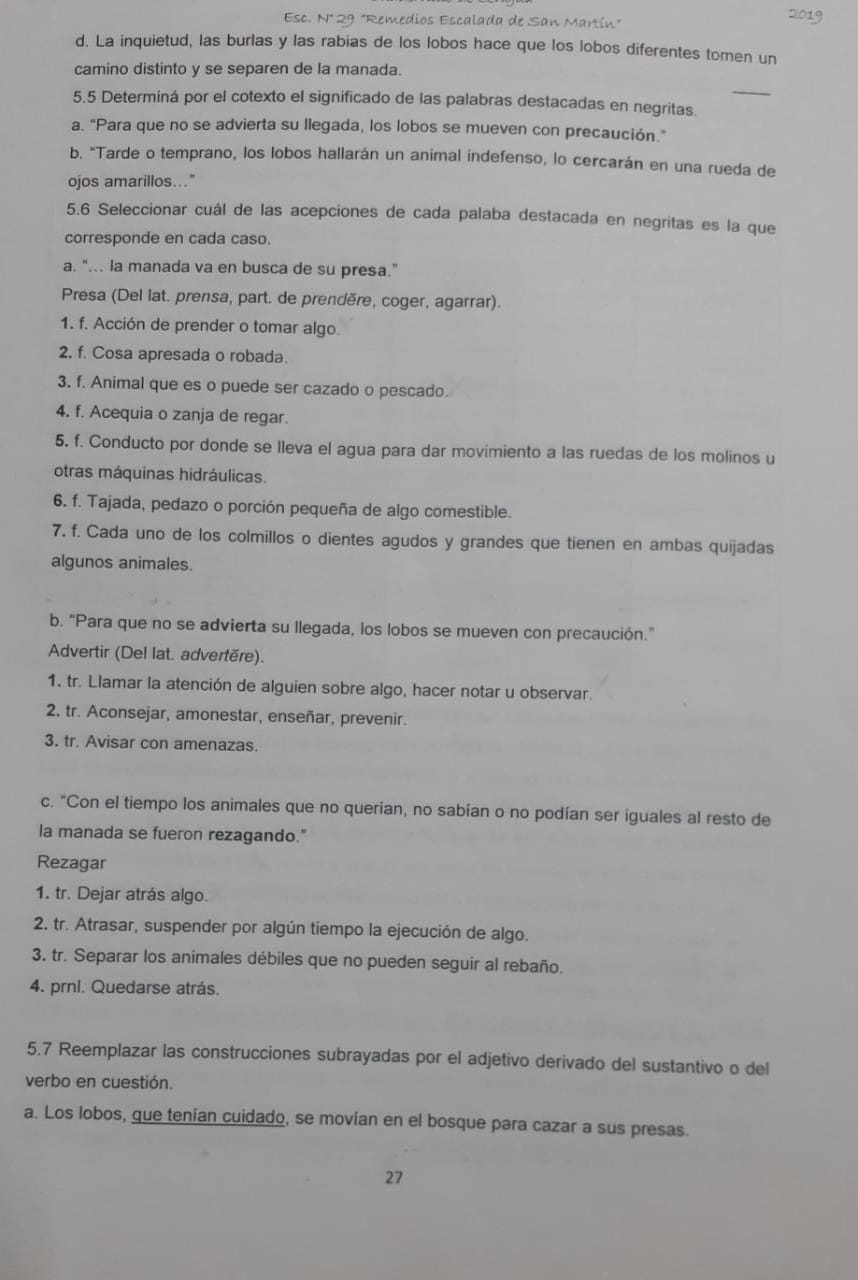 Esc. N° 29 "Remedios Escalada de San Martín"
2019
d. La inquietud, las burlas y las rabias de los lobos hace que los lobos diferentes tomen un
camino distinto y se separen de la manada.
5.5 Determiná por el cotexto el significado de las palabras destacadas en negritas.
a. "Para que no se advierta su llegada, los lobos se mueven con precaución."
b. "Tarde o temprano, los lobos hallarán un animal indefenso, lo cercarán en una rueda de
ojos amarillos..."
5.6 Seleccionar cuál de las acepciones de cada palaba destacada en negritas es la que
corresponde en cada caso.
a. "... la manada va en busca de su presa."
Presa (Del lat. prensa, part. de prendĕre, coger, agarrar).
1. f. Acción de prender o tomar algo.
2. f. Cosa apresada o robada.
3. f. Animal que es o puede ser cazado o pescado.
4. f. Acequia o zanja de regar.
5. f. Conducto por donde se lleva el agua para dar movimiento a las ruedas de los molinos u
otras máquinas hidráulicas.
6. f. Tajada, pedazo o porción pequeña de algo comestible.
7. f. Cada uno de los colmillos o dientes agudos y grandes que tienen en ambas quijadas
algunos animales.
b. "Para que no se advierta su llegada, los lobos se mueven con precaución."
Advertir (Del lat. advertĕre).
1. tr. Llamar la atención de alguien sobre algo, hacer notar u observar.
2. tr. Aconsejar, amonestar, enseñar, prevenir.
3. tr. Avisar con amenazas.
c. "Con el tiempo los animales que no querían, no sabían o no podían ser iguales al resto de
la manada se fueron rezagando."
Rezagar
1. tr. Dejar atrás algo.
2. tr. Atrasar, suspender por algún tiempo la ejecución de algo.
3. tr. Separar los animales débiles que no pueden seguir al rebaño.
4. prnl. Quedarse atrás.
5.7 Reemplazar las construcciones subrayadas por el adjetivo derivado del sustantivo o del
verbo en cuestión.
a. Los lobos, que tenían cuidado, se movían en el bosque para cazar a sus presas.
27